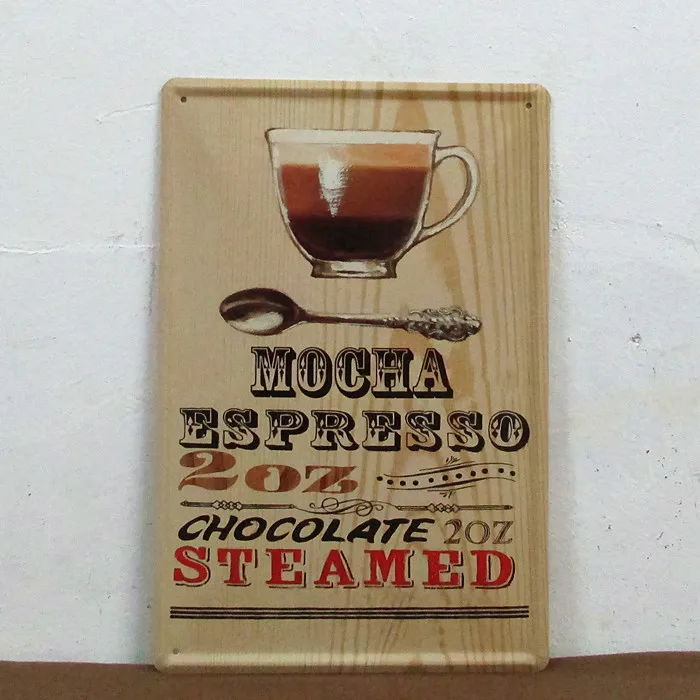 MOCHA
ESPRESSO
2OZ
CHOCOLATE 2OZ
STEAMED